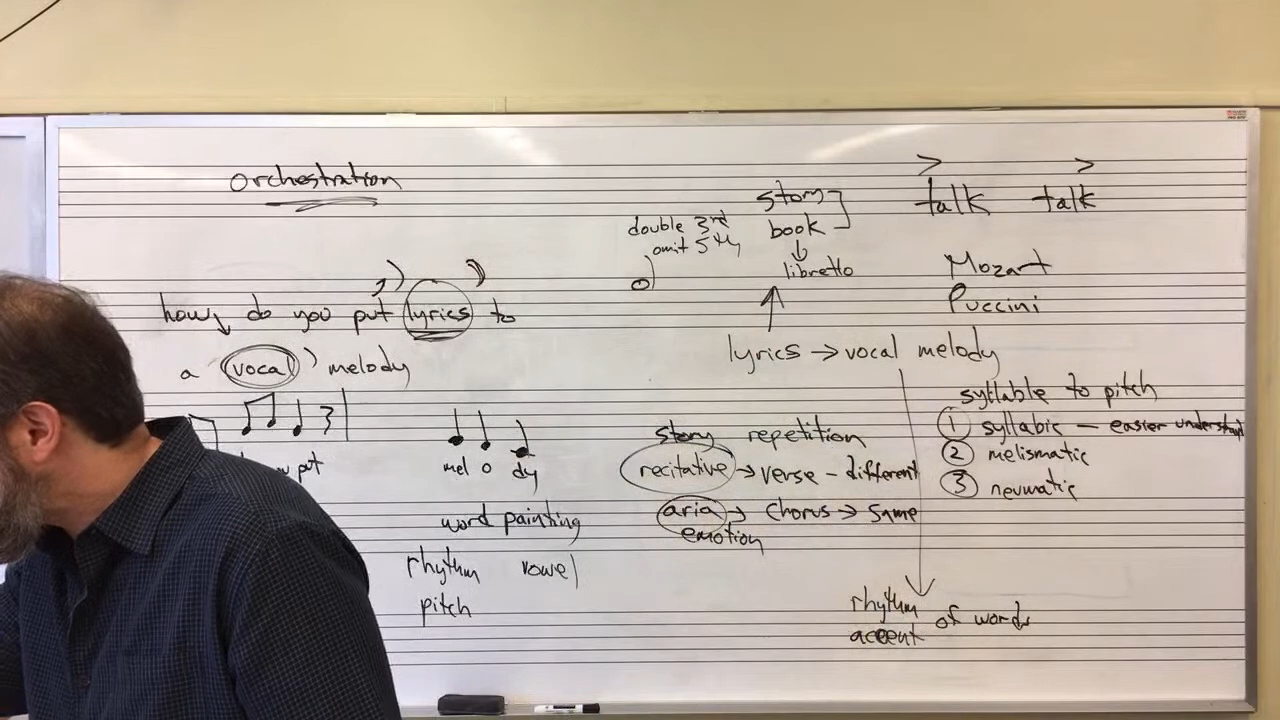 orchestration
how do you put lyrics to
a vocal melody
put
mel o dy
word painting
rhythm vowel
pitch
double 3rd
omit 5th
story
book
libretto
lyrics → vocal melody
talk talk
Mozart
Puccini
story repetition
recitative → verse - different
aria → chorus → same
emotion
syllable to pitch
1 syllabic - easier understand
2 melismatic
3 neumatic
rhythm
accent of words